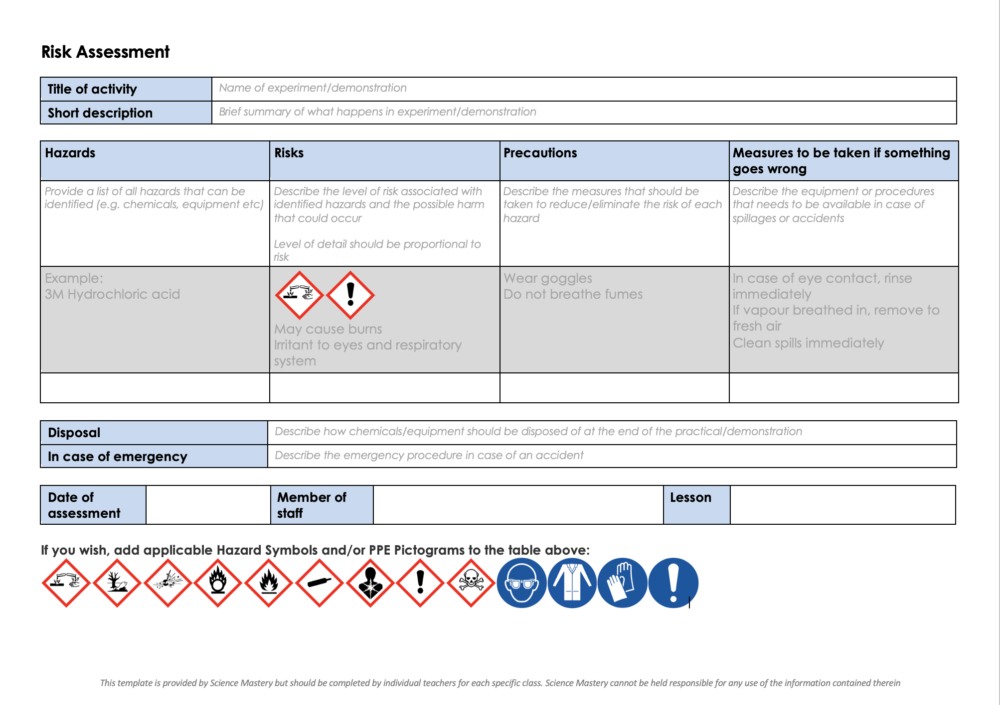 Risk Assessment
Title of activity
Name of experiment/demonstration
Short description
Brief summary of what happens in experiment/demonstration
Hazards
Risks
Precautions
Measures to be taken if something
goes wrong
Provide a list of all hazards that can be
identified (e.g. chemicals, equipment etc)
Describe the level of risk associated with
identified hazards and the possible harm
that could occur
Level of detail should be proportional to
risk
Describe the measures that should be
taken to reduce/eliminate the risk of each
hazard
Describe the equipment or procedures
that needs to be available in case of
spillages or accidents
Example:
3M Hydrochloric acid
May cause burns
Irritant to eyes and respiratory
system
Wear goggles
Do not breathe fumes
In case of eye contact, rinse
immediately
If vapour breathed in, remove to
fresh air
Clean spills immediately
Disposal
Describe how chemicals/equipment should be disposed of at the end of the practical/demonstration
In case of emergency
Describe the emergency procedure in case of an accident
Date of
assessment
Member of
staff
Lesson
If you wish, add applicable Hazard Symbols and/or PPE Pictograms to the table above:
This template is provided by Science Mastery but should be completed by individual teachers for each specific class. Science Mastery cannot be held responsible for any use of the information contained therein